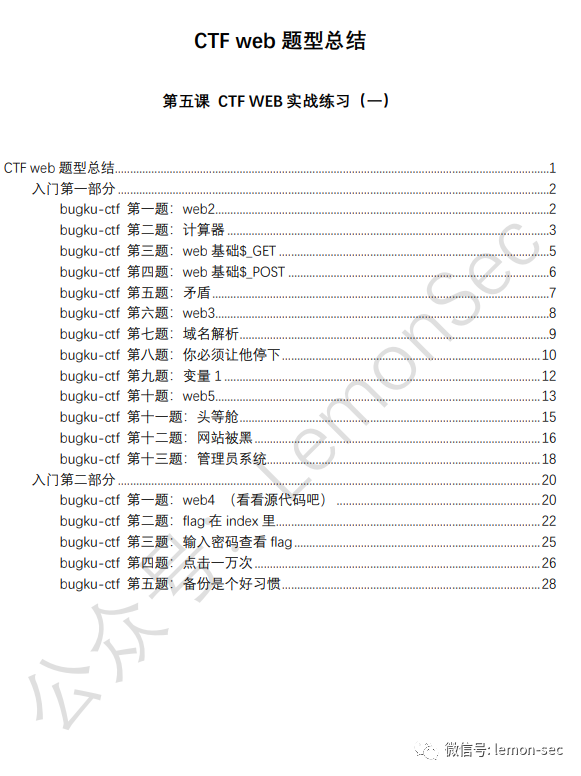 CTF web 题型总结
第五课 CTF WEB 实战练习（一）
CTF web 题型总结 1
入门第一部分 2
bugku-ctf 第一题：web2 2
bugku-ctf 第二题：计算器 3
bugku-ctf 第三题：web 基础$_GET 5
bugku-ctf 第四题：web 基础$_POST 6
bugku-ctf 第五题：矛盾 7
bugku-ctf 第六题：web3 8
bugku-ctf 第七题：域名解析 9
bugku-ctf 第八题：你必须让他停下 10
bugku-ctf 第九题：变量 1 12
bugku-ctf 第十题：web5 13
bugku-ctf 第十一题：头等舱 15
bugku-ctf 第十二题：网站被黑 16
bugku-ctf 第十三题：管理员系统 18
入门第二部分 20
bugku-ctf 第一题：web4 （看看源代码吧） 20
bugku-ctf 第二题：flag 在 index 里 22
bugku-ctf 第三题：输入密码查看 flag 25
bugku-ctf 第四题：点击一万次 26
bugku-ctf 第五题：备份是个好习惯 28
公众号：LemonSec
微信号: lemon-sec